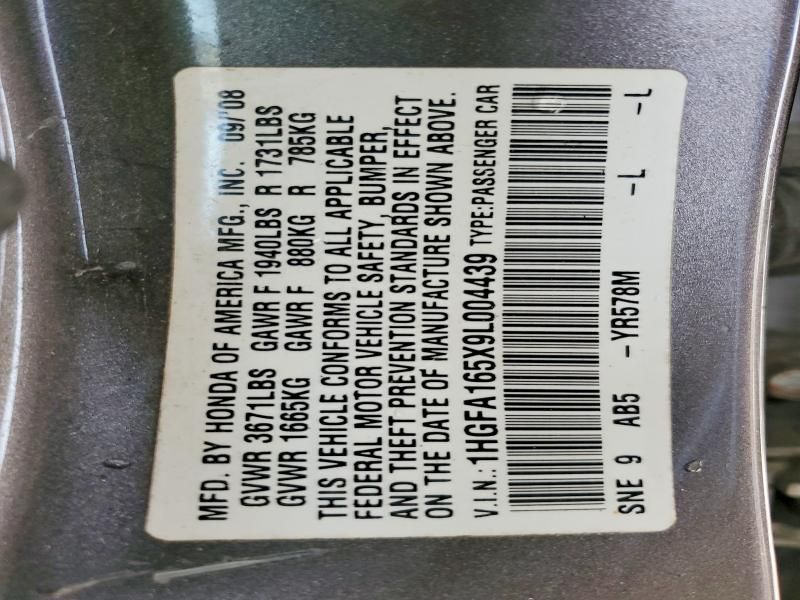 MFD. BY HONDA OF AMERICA MFG., INC. 09/08
GVWR 3671LBS GAWR F 1940LBS R 1731LBS
GVWR 1665KG GAWR F 880KG R 785KG
THIS VEHICLE CONFORMS TO ALL APPLICABLE
FEDERAL MOTOR VEHICLE SAFETY, BUMPER,
AND THEFT PREVENTION STANDARDS IN EFFECT
ON THE DATE OF MANUFACTURE SHOWN ABOVE.
V.I.N.: 1HGFA165X9L004439 TYPE:PASSENGER CAR
SNE 9 AB5 -YR578M -L -L